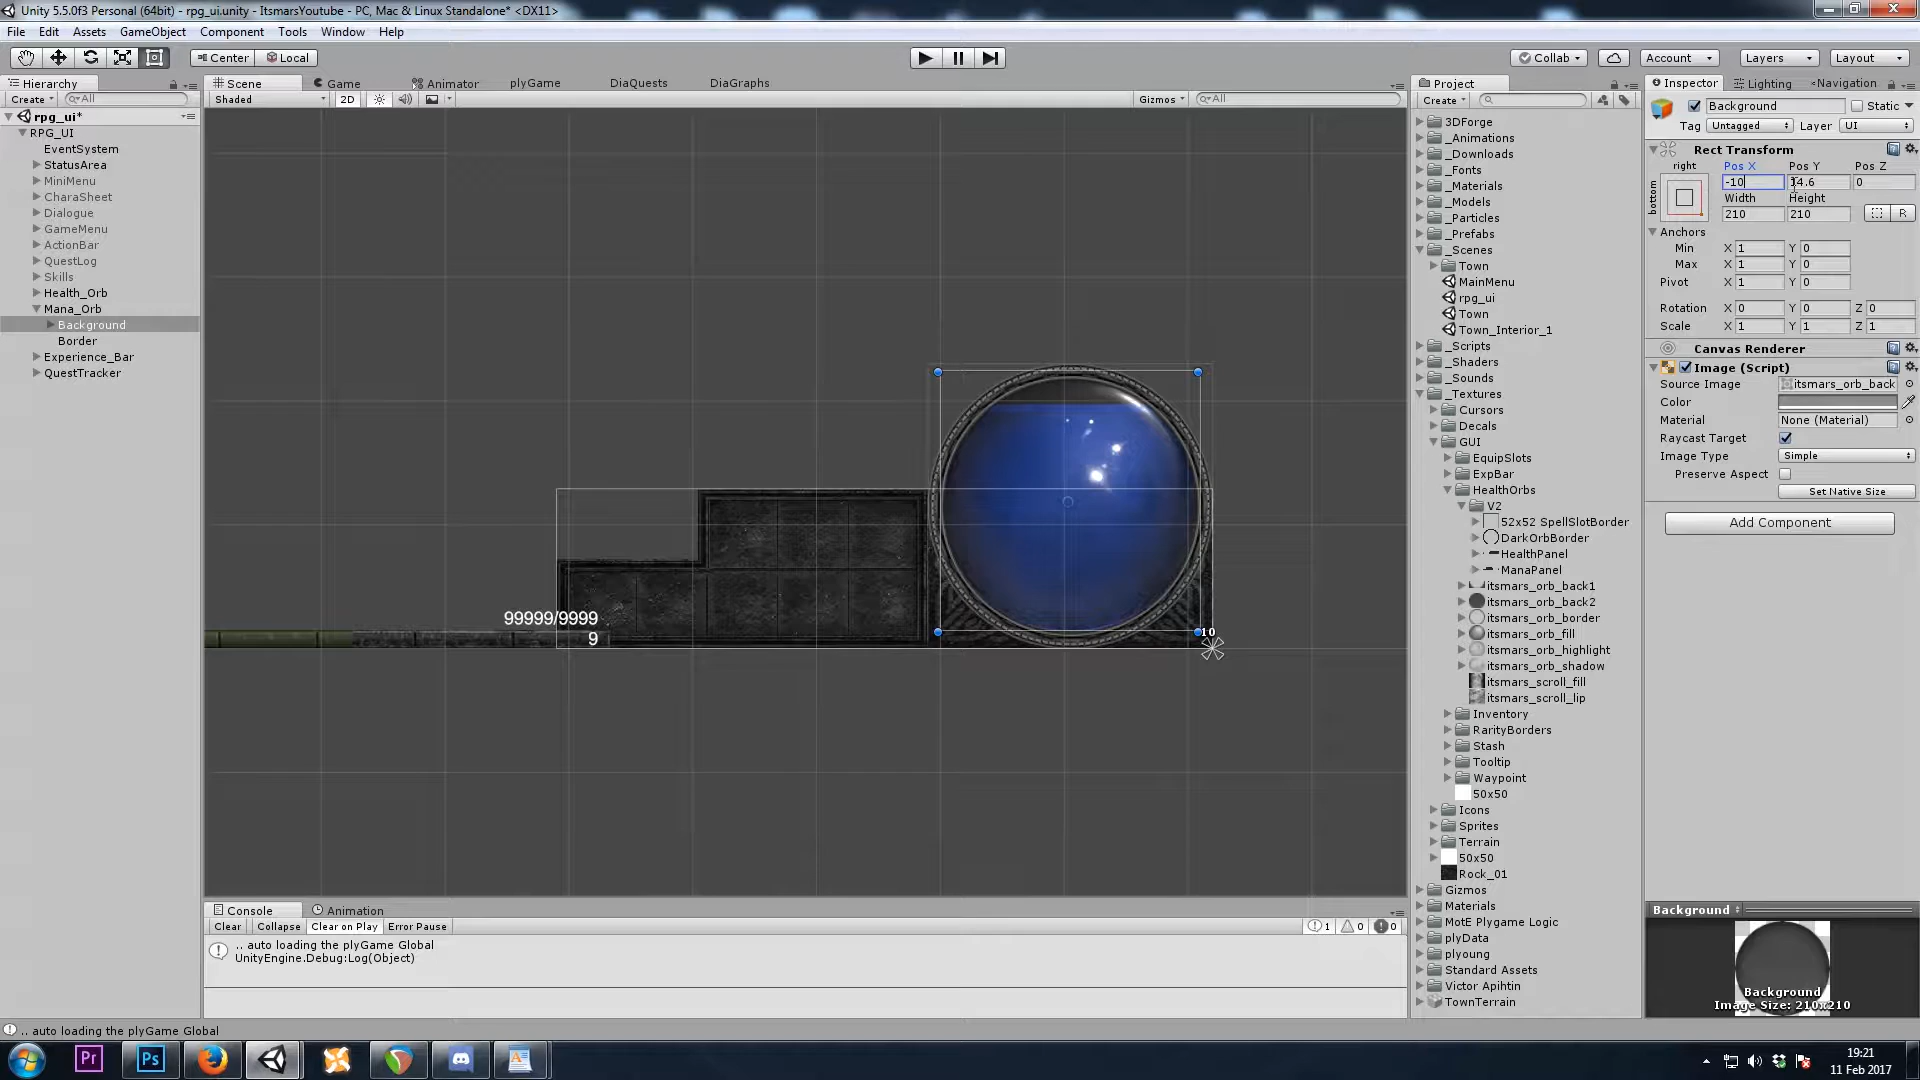 Unity 5.5.0f3 Personal (64bit) - rpg_ui.unity - ItsmarsYoutube - PC, Mac & Linux Standalone* <DX11>
File Edit Assets GameObject Component Tools Window Help
Center Local Collab Account Layers Layout
Hierarchy
Create All
rpg_ui*
RPG_UI
EventSystem
StatusArea
MiniMenu
CharaSheet
Dialogue
GameMenu
ActionBar
QuestLog
Skills
Health_Orb
Mana_Orb
Background
Border
Experience_Bar
QuestTracker
Scene Game Animator plyGame DiaQuests DiaGraphs
Shaded 2D Gizmos All
99999/9999
9
10
Console Animation
Clear Collapse Clear on Play Error Pause 1 0 0
.. auto loading the plyGame Global
UnityEngine.Debug:Log(Object)
Project
Create
3DForge
_Animations
_Downloads
_Fonts
_Materials
_Models
_Particles
_Prefabs
_Scenes
Town
MainMenu
rpg_ui
Town
Town_Interior_1
_Scripts
_Shaders
_Sounds
_Textures
Cursors
Decals
GUI
EquipSlots
ExpBar
HealthOrbs
V2
52x52 SpellSlotBorder
DarkOrbBorder
HealthPanel
ManaPanel
itsmars_orb_back1
itsmars_orb_back2
itsmars_orb_border
itsmars_orb_fill
itsmars_orb_highlight
itsmars_orb_shadow
itsmars_scroll_fill
itsmars_scroll_lip
Inventory
RarityBorders
Stash
Tooltip
Waypoint
50x50
Icons
Sprites
Terrain
50x50
Rock_01
Gizmos
Materials
MotE Plygame Logic
plyData
plyoung
Standard Assets
Victor Apihtin
TownTerrain
Inspector Lighting Navigation
Background Static
Tag Untagged Layer UI
Rect Transform
right Pos X Pos Y Pos Z
bottom -10 14.6 0
Width Height
210 210 R
Anchors
Min X 1 Y 0
Max X 1 Y 0
Pivot X 1 Y 0
Rotation X 0 Y 0 Z 0
Scale X 1 Y 1 Z 1
Canvas Renderer
Image (Script)
Source Image itsmars_orb_back
Color
Material None (Material)
Raycast Target
Image Type Simple
Preserve Aspect
Set Native Size
Add Component
Background
Background
Image Size: 210x210
.. auto loading the plyGame Global
Pr Ps
19:21
11 Feb 2017